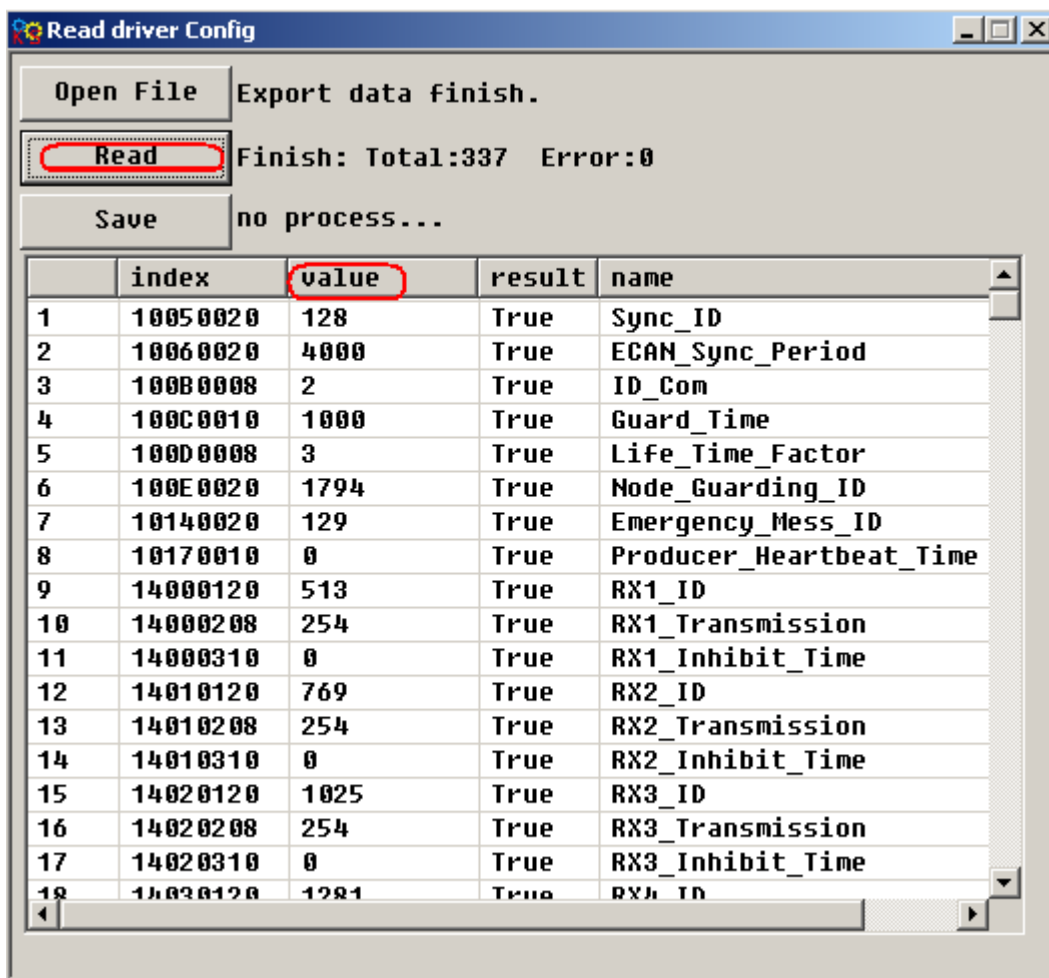 Read driver Config
Open File Export data finish.
Read Finish: Total:337 Error:0
Save no process...
index value result name
1 10050020 128 True Sync_ID
2 10060020 4000 True ECAN_Sync_Period
3 100B0008 2 True ID_Com
4 100C0010 1000 True Guard_Time
5 100D0008 3 True Life_Time_Factor
6 100E0020 1794 True Node_Guarding_ID
7 10140020 129 True Emergency_Mess_ID
8 10170010 0 True Producer_Heartbeat_Time
9 14000120 513 True RX1_ID
10 14000208 254 True RX1_Transmission
11 14000310 0 True RX1_Inhibit_Time
12 14010120 769 True RX2_ID
13 14010208 254 True RX2_Transmission
14 14010310 0 True RX2_Inhibit_Time
15 14020120 1025 True RX3_ID
16 14020208 254 True RX3_Transmission
17 14020310 0 True RX3_Inhibit_Time
18 14030120 1281 True RX4_ID